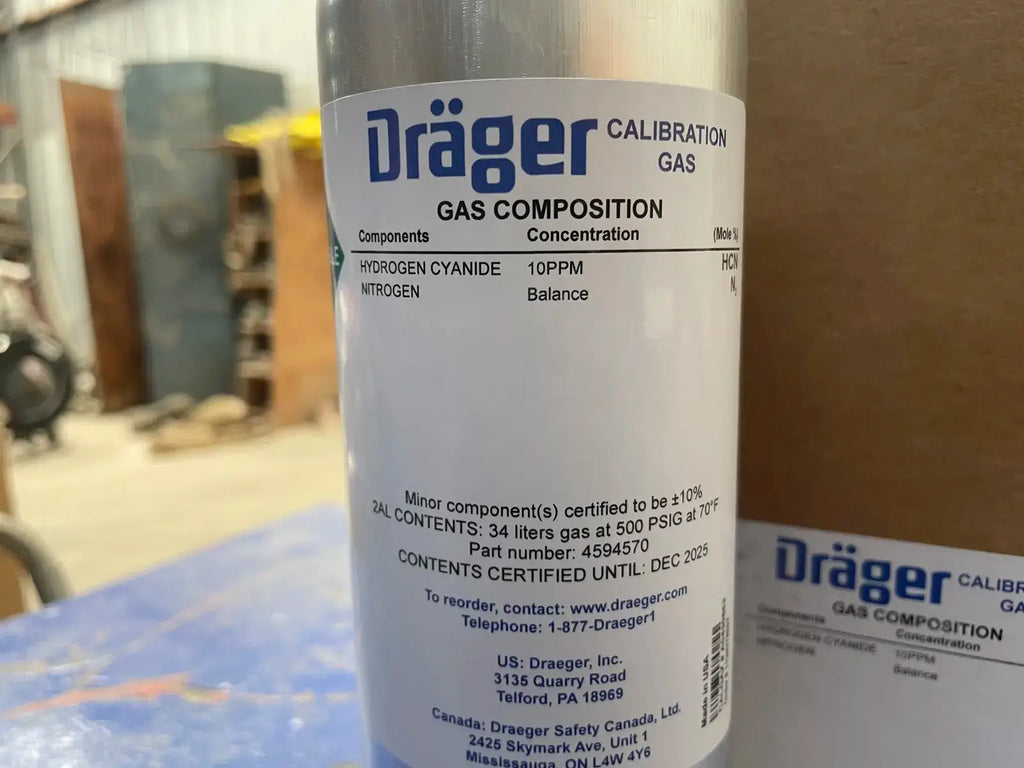 Dräger CALIBRATION GAS
GAS COMPOSITION
Components Concentration (Mole %)
HYDROGEN CYANIDE 10PPM HCN
NITROGEN Balance N2
Minor component(s) certified to be ±10%
2AL CONTENTS: 34 liters gas at 500 PSIG at 70°F
Part number: 4594570
CONTENTS CERTIFIED UNTIL: DEC 2025
To reorder, contact: www.draeger.com
Telephone: 1-877-Draeger1
US: Draeger, Inc.
3135 Quarry Road
Telford, PA 18969
Canada: Draeger Safety Canada, Ltd.
2425 Skymark Ave, Unit 1
Mississauga, ON L4W 4Y6
Made in USA
Dräger CALIBR
GA
GAS COMPOSITION
Components Concentration
HYDROGEN CYANIDE 10PPM
NITROGEN Balance